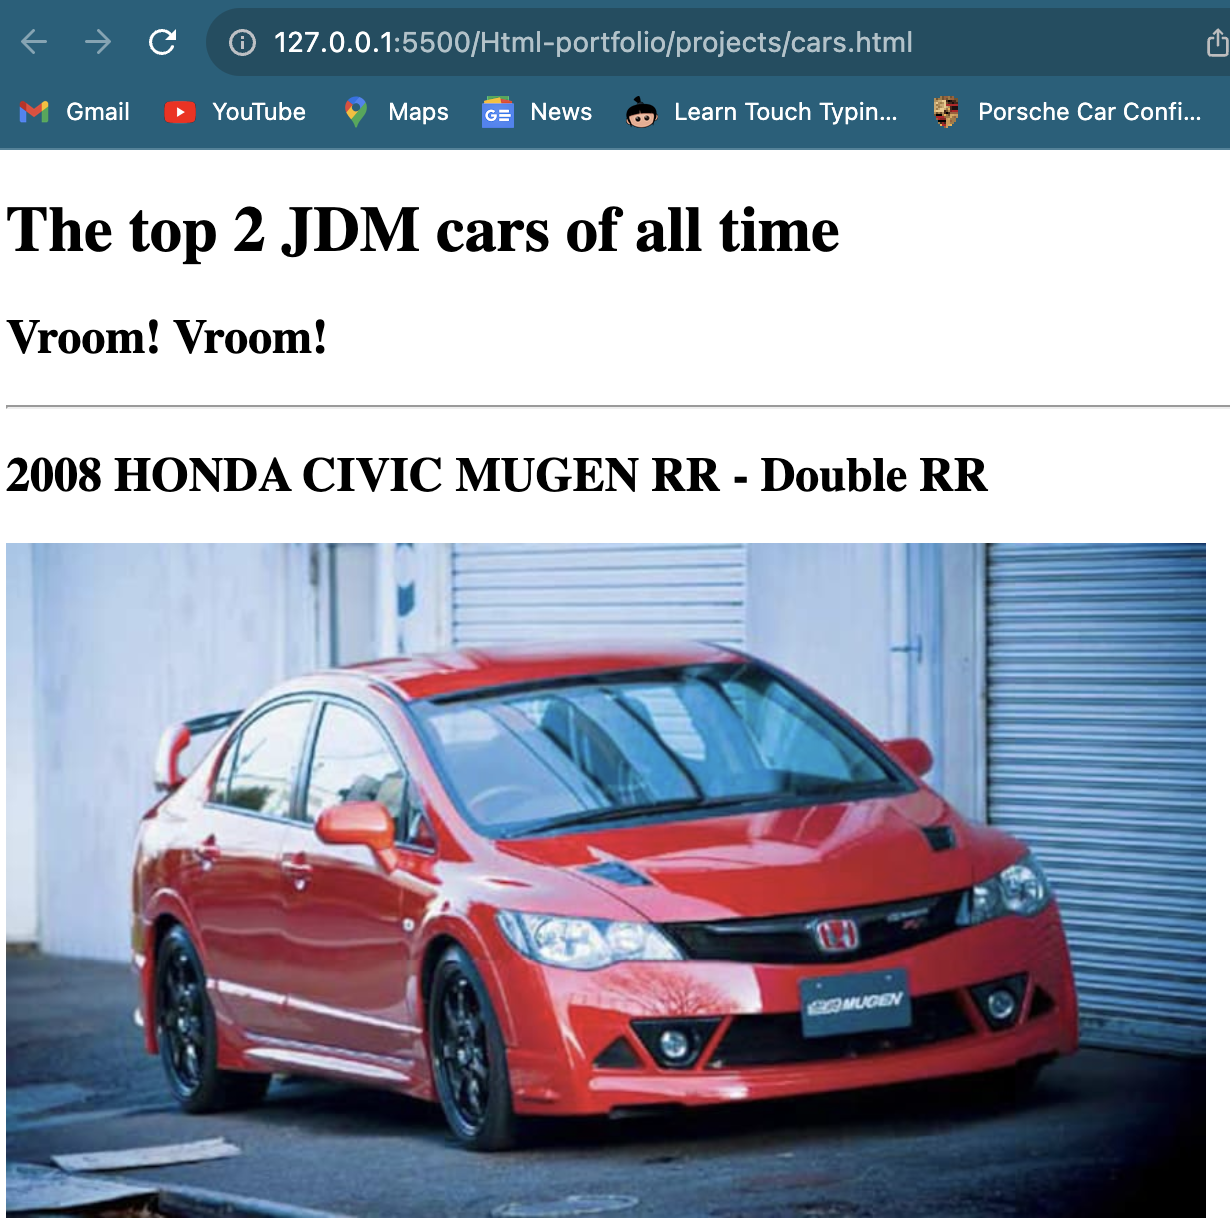 127.0.0.1:5500/Html-portfolio/projects/cars.html
Gmail YouTube Maps GE News Learn Touch Typin... Porsche Car Confi...
The top 2 JDM cars of all time
Vroom! Vroom!
2008 HONDA CIVIC MUGEN RR - Double RR
MUGEN